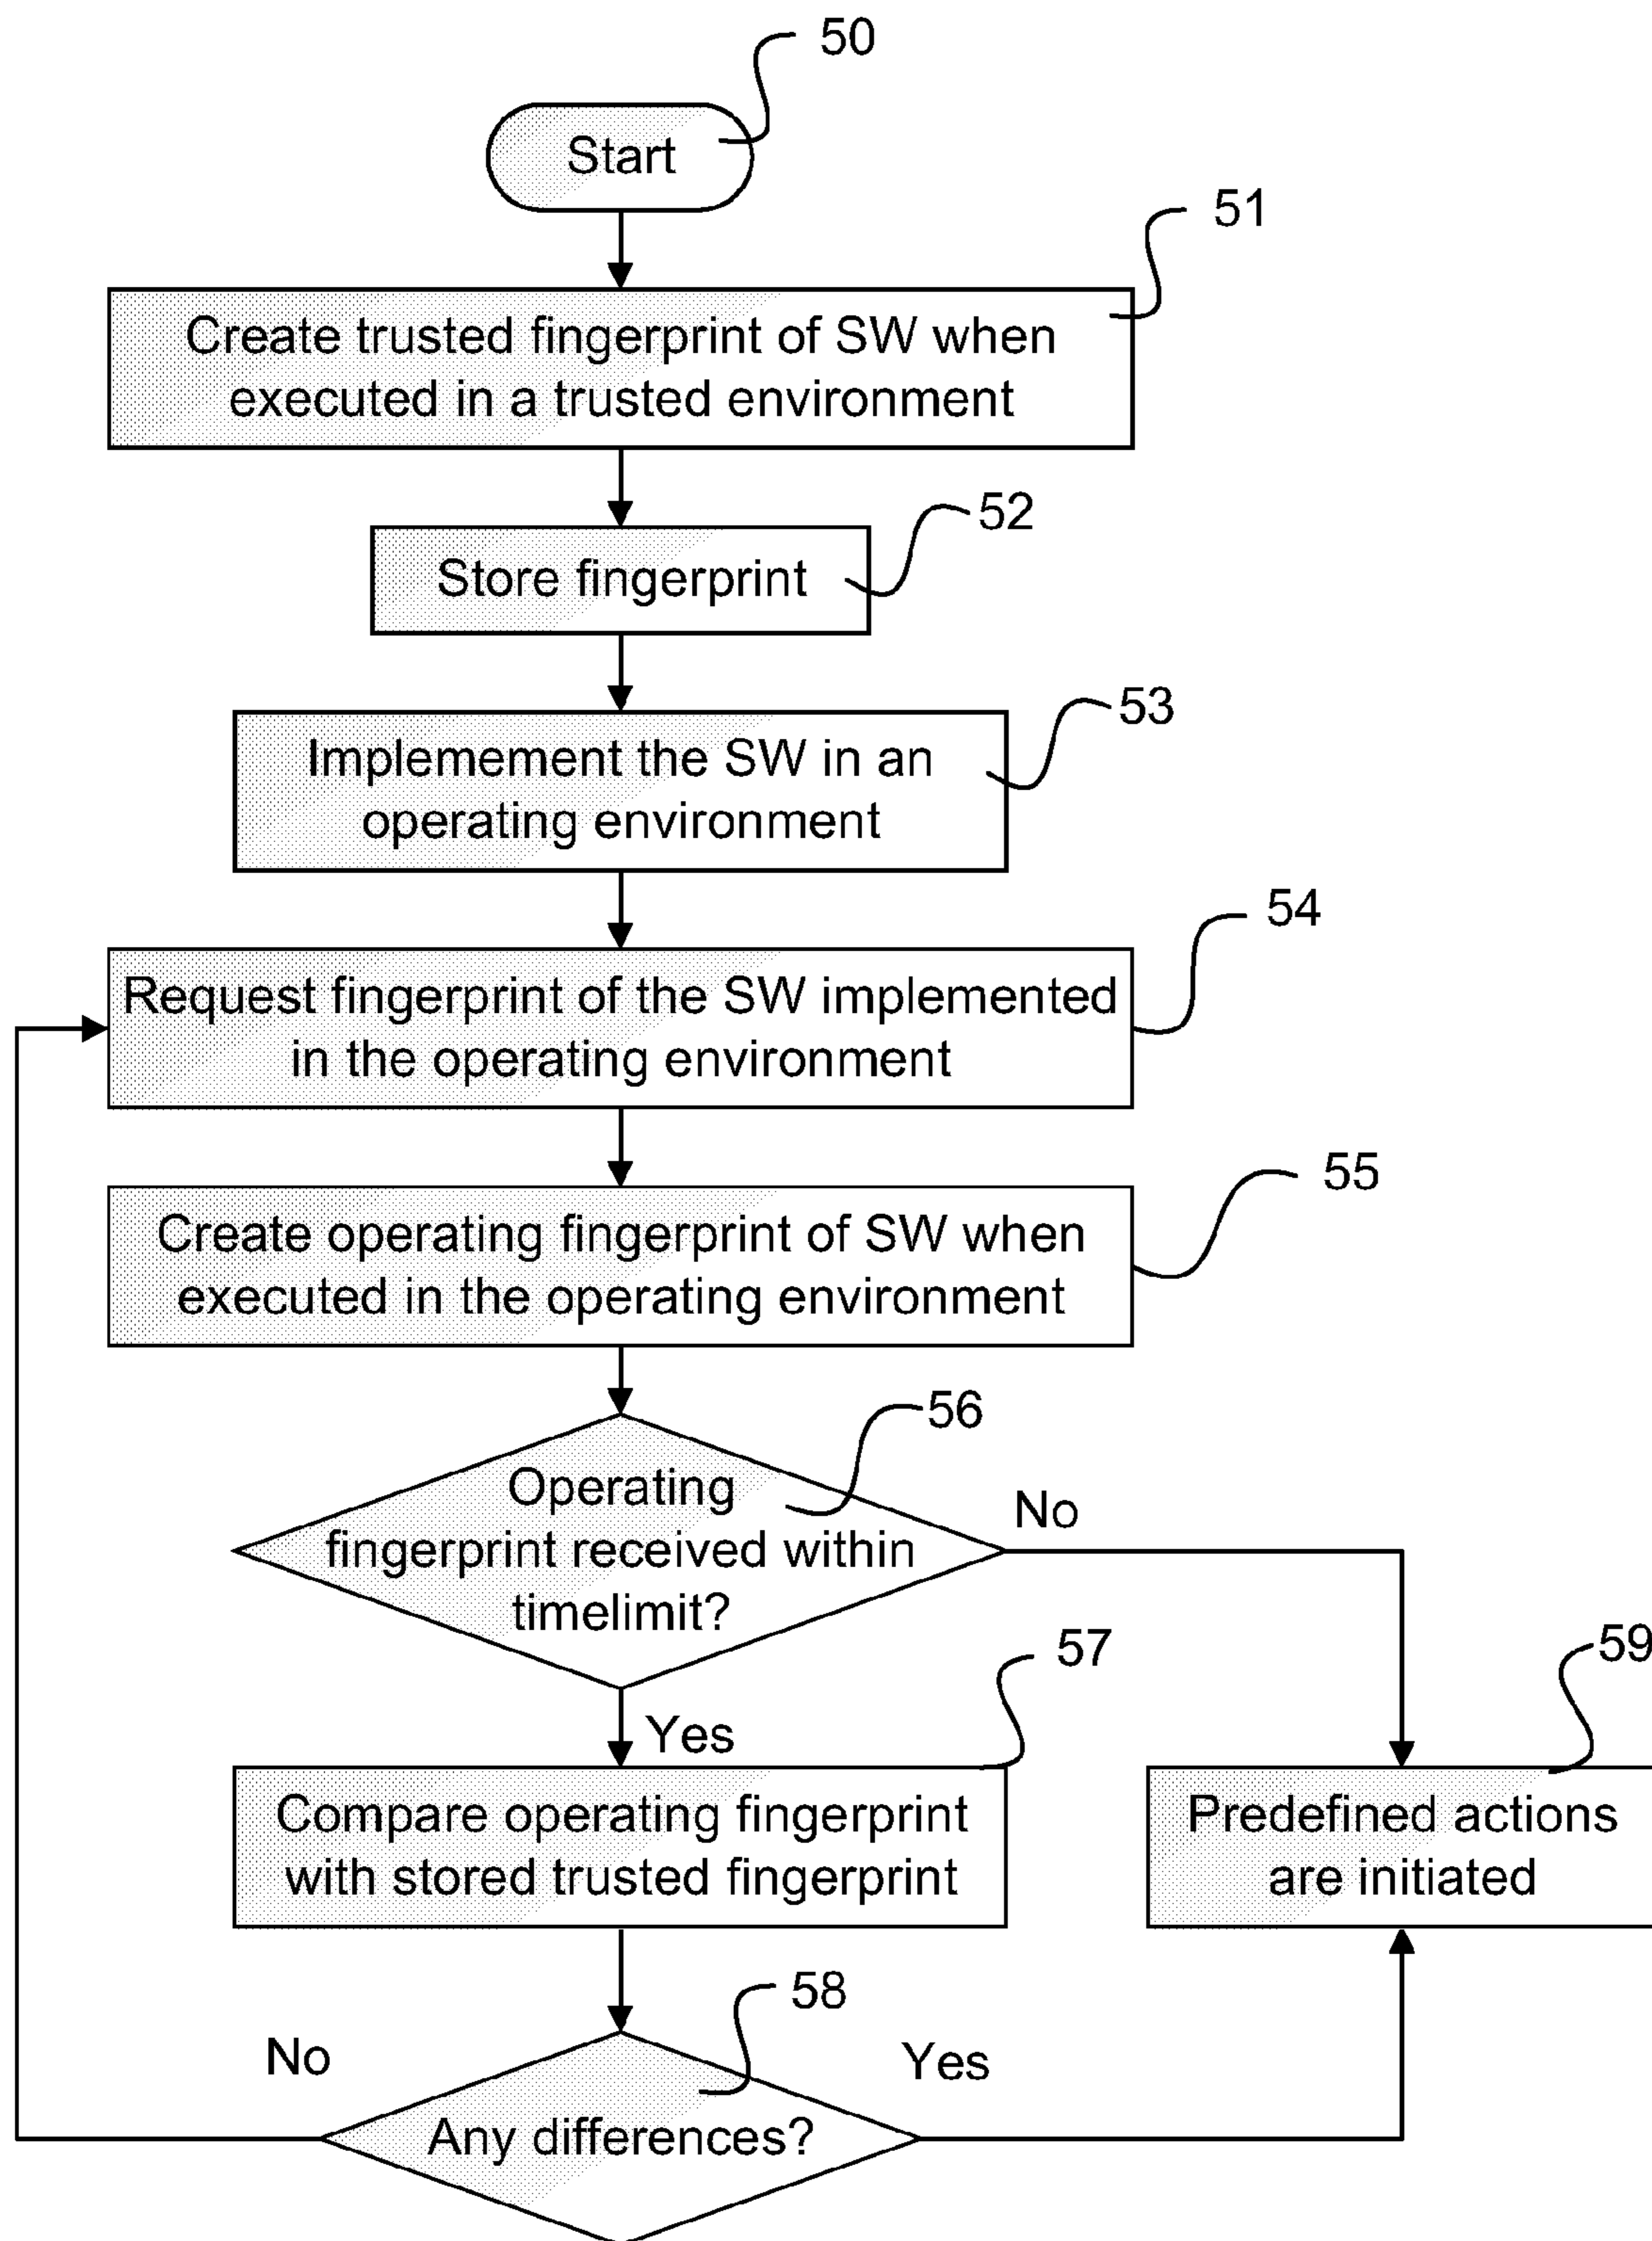 50
Start
51
Create trusted fingerprint of SW when
executed in a trusted environment
52
Store fingerprint
53
Implemement the SW in an
operating environment
54
Request fingerprint of the SW implemented
in the operating environment
55
Create operating fingerprint of SW when
executed in the operating environment
56
Operating
fingerprint received within
timelimit?
No
Yes
57
Compare operating fingerprint
with stored trusted fingerprint
59
Predefined actions
are initiated
58
No
Any differences?
Yes